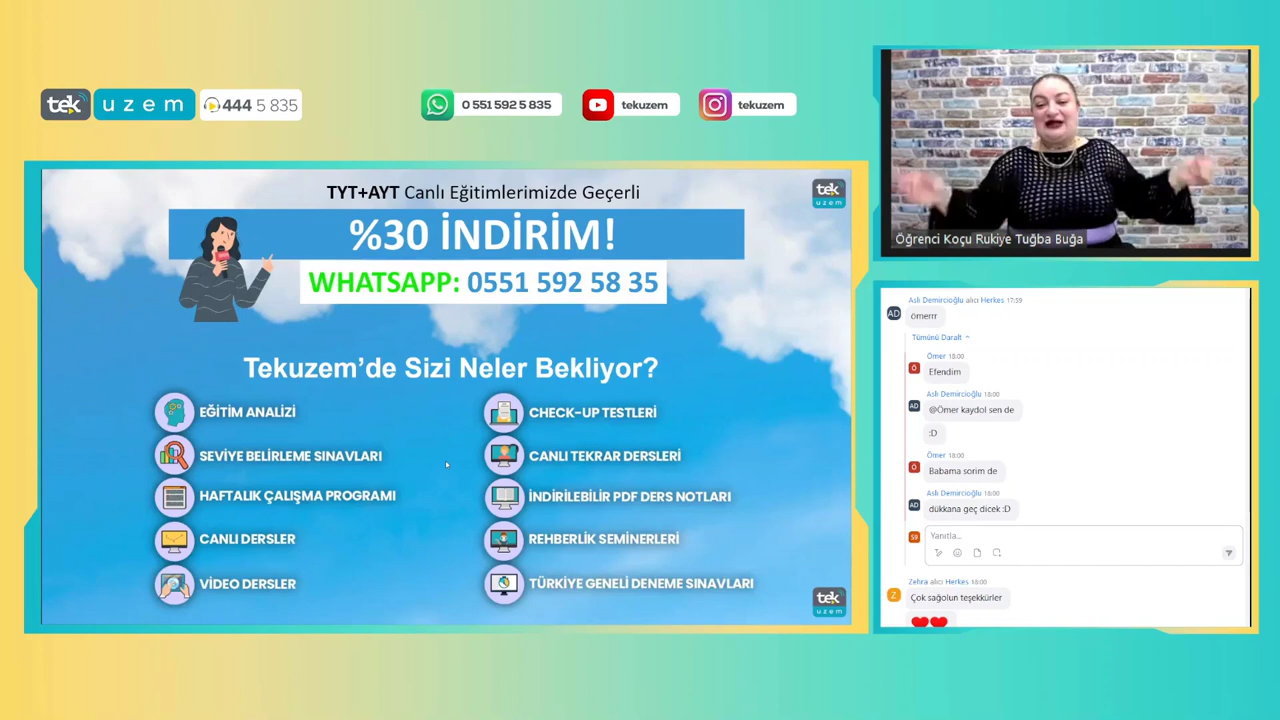 tek uzem 444 5 835
0 551 592 5 835
tekuzem
tekuzem
TYT+AYT Canlı Eğitimlerimizde Geçerli
%30 İNDİRİM!
WHATSAPP: 0551 592 58 35
tek uzem
Tekuzem’de Sizi Neler Bekliyor?
EĞİTİM ANALİZİ
SEVİYE BELİRLEME SINAVLARI
HAFTALIK ÇALIŞMA PROGRAMI
CANLI DERSLER
VİDEO DERSLER
CHECK-UP TESTLERİ
CANLI TEKRAR DERSLERİ
İNDİRİLEBİLİR PDF DERS NOTLARI
REHBERLİK SEMİNERLERİ
TÜRKİYE GENELİ DENEME SINAVLARI
tek uzem
Öğrenci Koçu Rukiye Tuğba Buğa
Aslı Demircioğlu alıcı Herkes 17:59
AD ömerrr
Tümünü Daralt
Ömer 18:00
Ö Efendim
Aslı Demircioğlu 18:00
AD @Ömer kaydol sen de
:D
Ömer 18:00
Ö Babama sorim de
Aslı Demircioğlu 18:00
AD dükkana geç dicek :D
Yanıtla...
Zehra alıcı Herkes 18:00
Z Çok sağolun teşekkürler